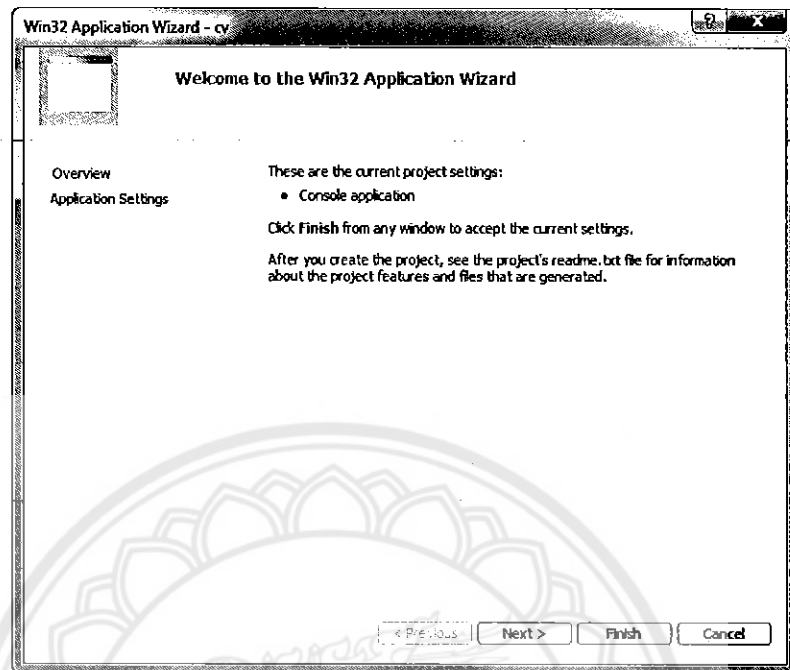 Win32 Application Wizard - cv
Welcome to the Win32 Application Wizard
Overview
Application Settings
These are the current project settings:
• Console application
Click Finish from any window to accept the current settings.
After you create the project, see the project's readme.txt file for information
about the project features and files that are generated.
< Previous
Next >
Finish
Cancel